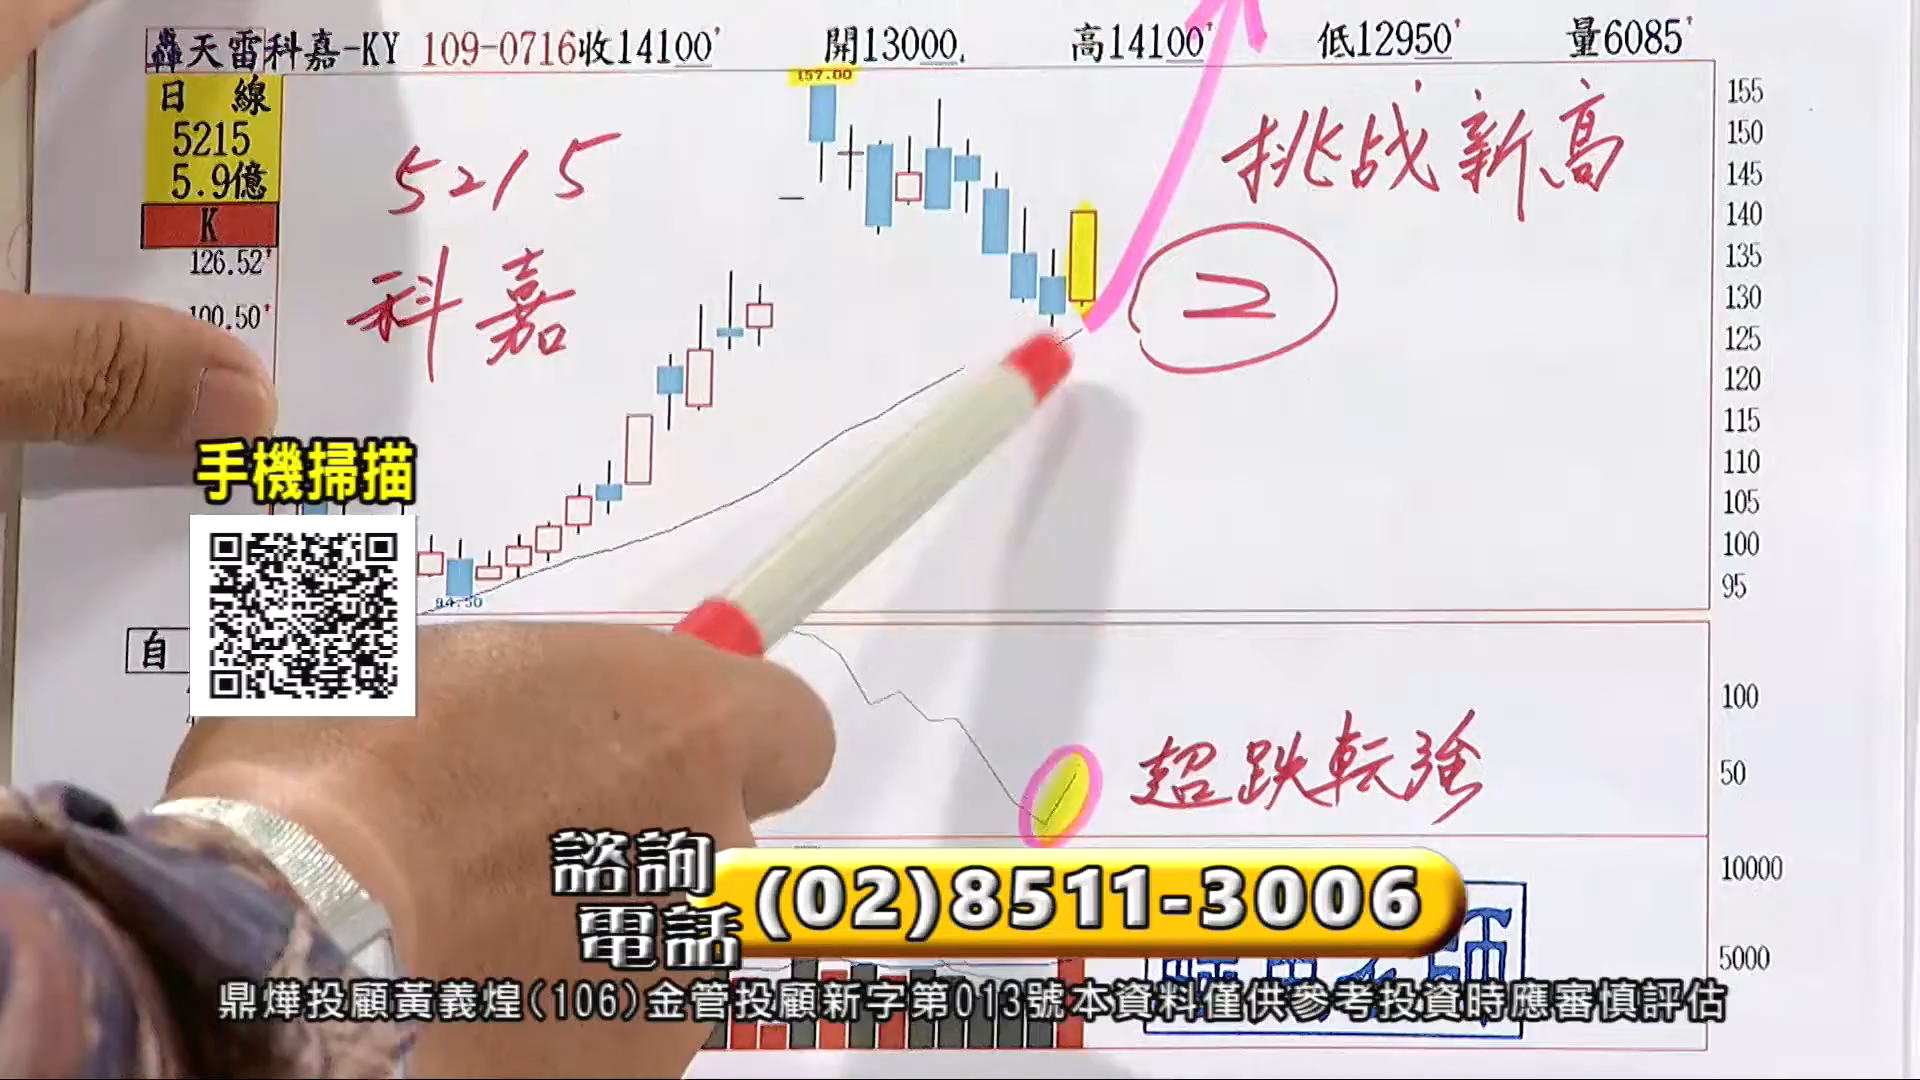 轟天雷科嘉-KY 109-0716收14100 開13000 高14100 低12950 量6085
日 線
5215
5.9億
K
126.52
100.50
157.00
94.50
5215
科嘉
挑战新高
二
155
150
145
140
135
130
125
120
115
110
105
100
95
手機掃描
自
100
50
超跌転強
10000
5000
諮詢
電話
(02)8511-3006
鼎燁投顧黃義煌(106)金管投顧新字第013號本資料僅供參考投資時應審慎評估